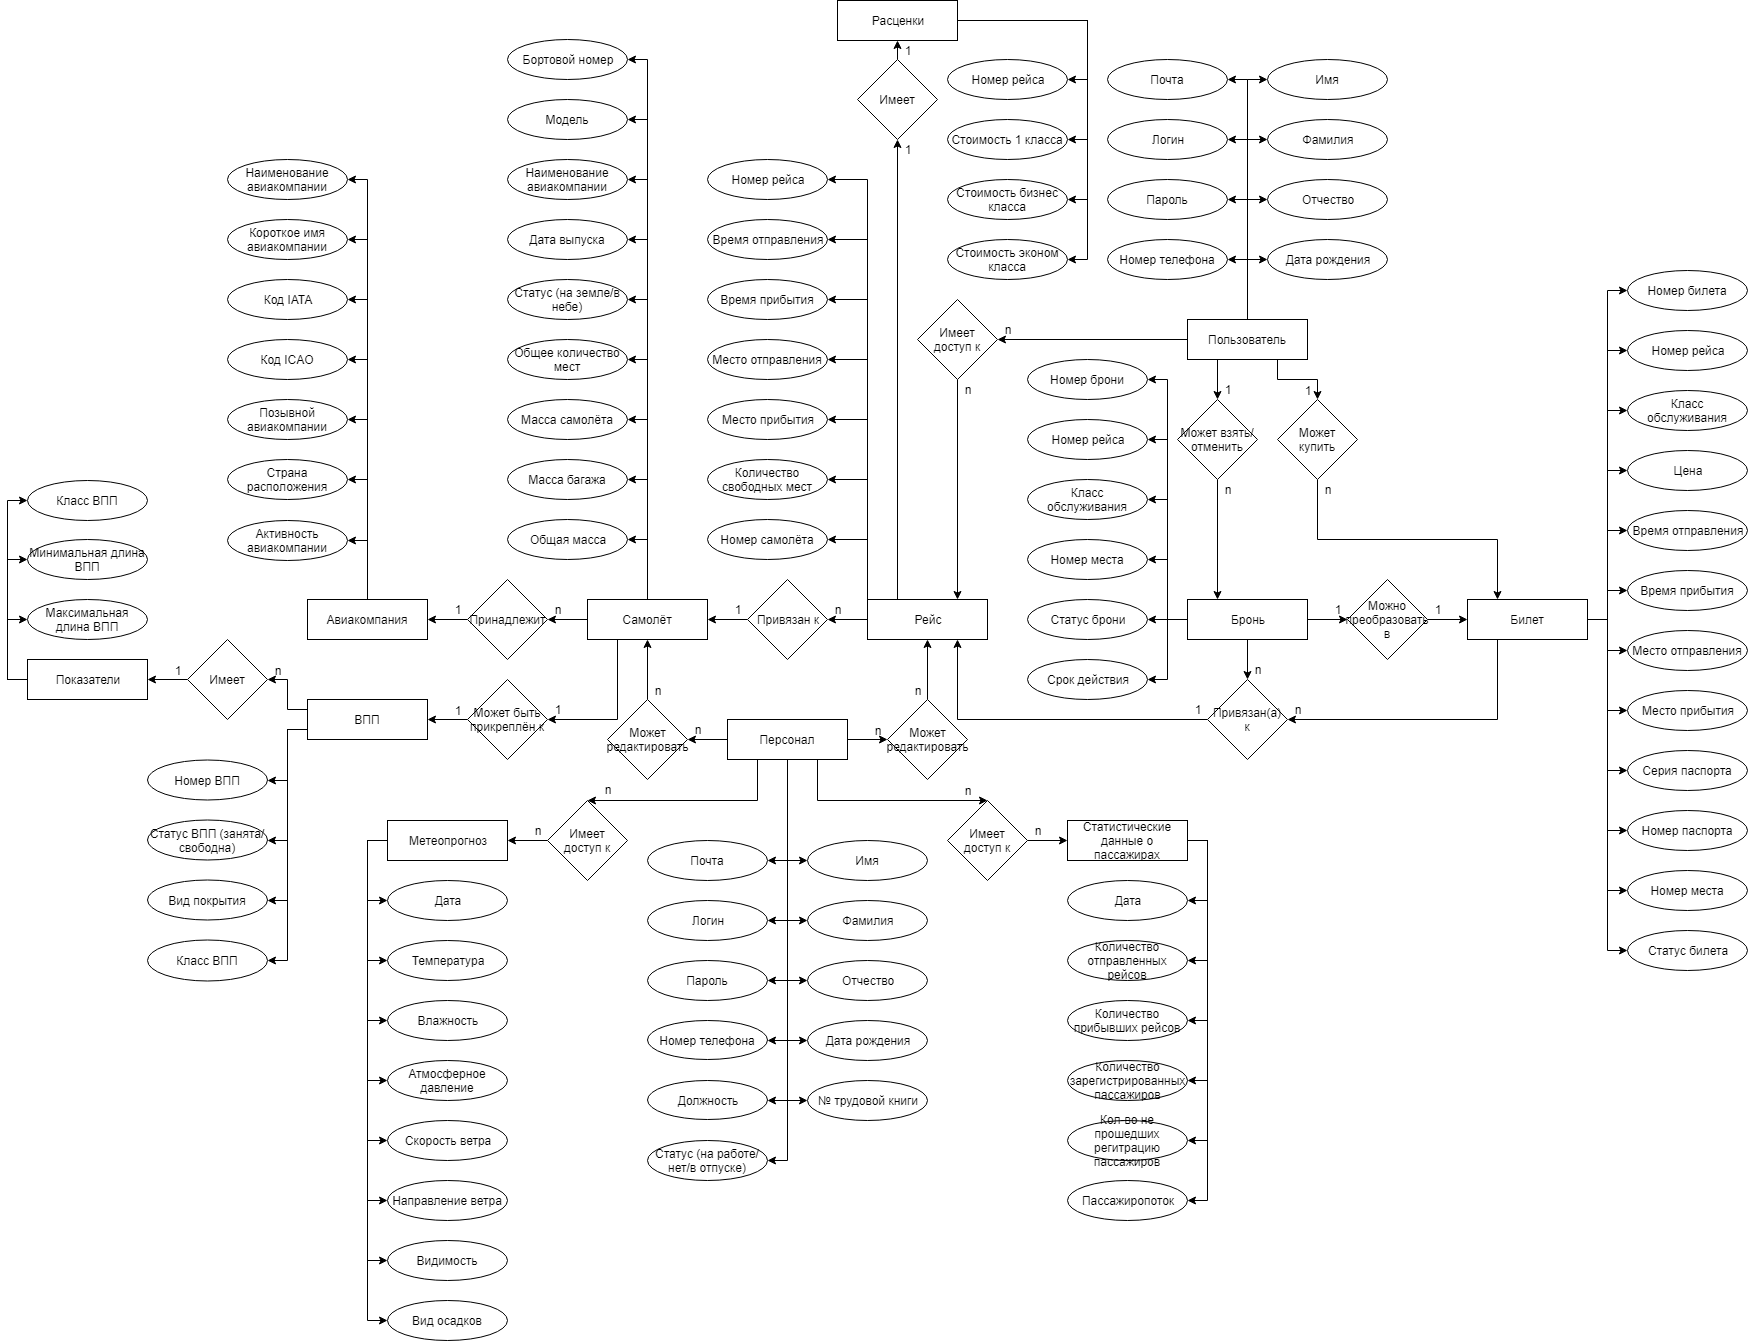 Расценки
1
Имеет
1
Номер рейса
Стоимость 1 класса
Стоимость бизнес
класса
Стоимость эконом
класса
Почта
Имя
Логин
Фамилия
Пароль
Отчество
Номер телефона
Дата рождения
Бортовой номер
Модель
Наименование
авиакомпании
Дата выпуска
Статус (на земле/в
небе)
Общее количество
мест
Масса самолёта
Масса багажа
Общая масса
Наименование
авиакомпании
Короткое имя
авиакомпании
Код IATA
Код ICAO
Позывной
авиакомпании
Страна
расположения
Активность
авиакомпании
Номер рейса
Время отправления
Время прибытия
Место отправления
Место прибытия
Количество
свободных мест
Номер самолёта
Имеет
доступ к
n
n
Пользователь
1
1
Может взять/
отменить
Может
купить
n
n
Номер брони
Номер рейса
Класс
обслуживания
Номер места
Статус брони
Срок действия
Номер билета
Номер рейса
Класс
обслуживания
Цена
Время отправления
Время прибытия
Место отправления
Место прибытия
Серия паспорта
Номер паспорта
Номер места
Статус билета
Класс ВПП
Минимальная длина
ВПП
Максимальная
длина ВПП
Показатели
1
Имеет
n
Авиакомпания
1
Принадлежит
n
Самолёт
1
Привязан к
n
Рейс
Бронь
1
Можно
преобразовать
в
1
Билет
ВПП
1
Может быть
прикреплён к
1
n
Может
редактировать
n
Персонал
n
Может
редактировать
n
1
Привязан(а)
к
n
n
Номер ВПП
Статус ВПП (занята/
свободна)
Вид покрытия
Класс ВПП
Метеопрогноз
n
Имеет
доступ к
n
Дата
Температура
Влажность
Атмосферное
давление
Скорость ветра
Направление ветра
Видимость
Вид осадков
Почта
Имя
Логин
Фамилия
Пароль
Отчество
Номер телефона
Дата рождения
Должность
№ трудовой книги
Статус (на работе/
нет/в отпуске)
n
Имеет
доступ к
n
Статистические
данные о
пассажирах
Дата
Количество
отправленных
рейсов
Количество
прибывших рейсов
Количество
зарегистрированных
пассажиров
Кол-во не
прошедших
регитрацию
пассажиров
Пассажиропоток